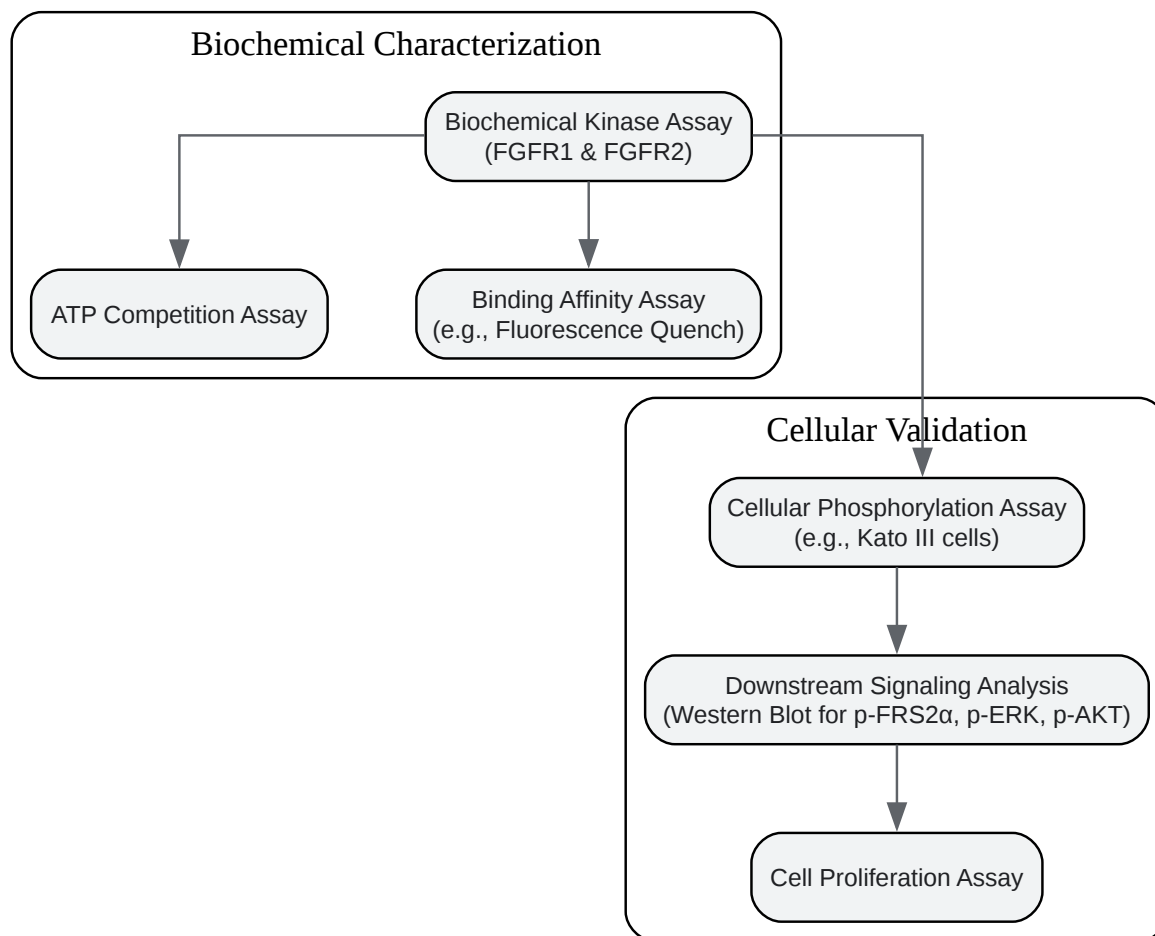 Biochemical Characterization
Biochemical Kinase Assay
(FGFR1 & FGFR2)
ATP Competition Assay
Binding Affinity Assay
(e.g., Fluorescence Quench)
Cellular Validation
Cellular Phosphorylation Assay
(e.g., Kato III cells)
Downstream Signaling Analysis
(Western Blot for p-FRS2α, p-ERK, p-AKT)
Cell Proliferation Assay